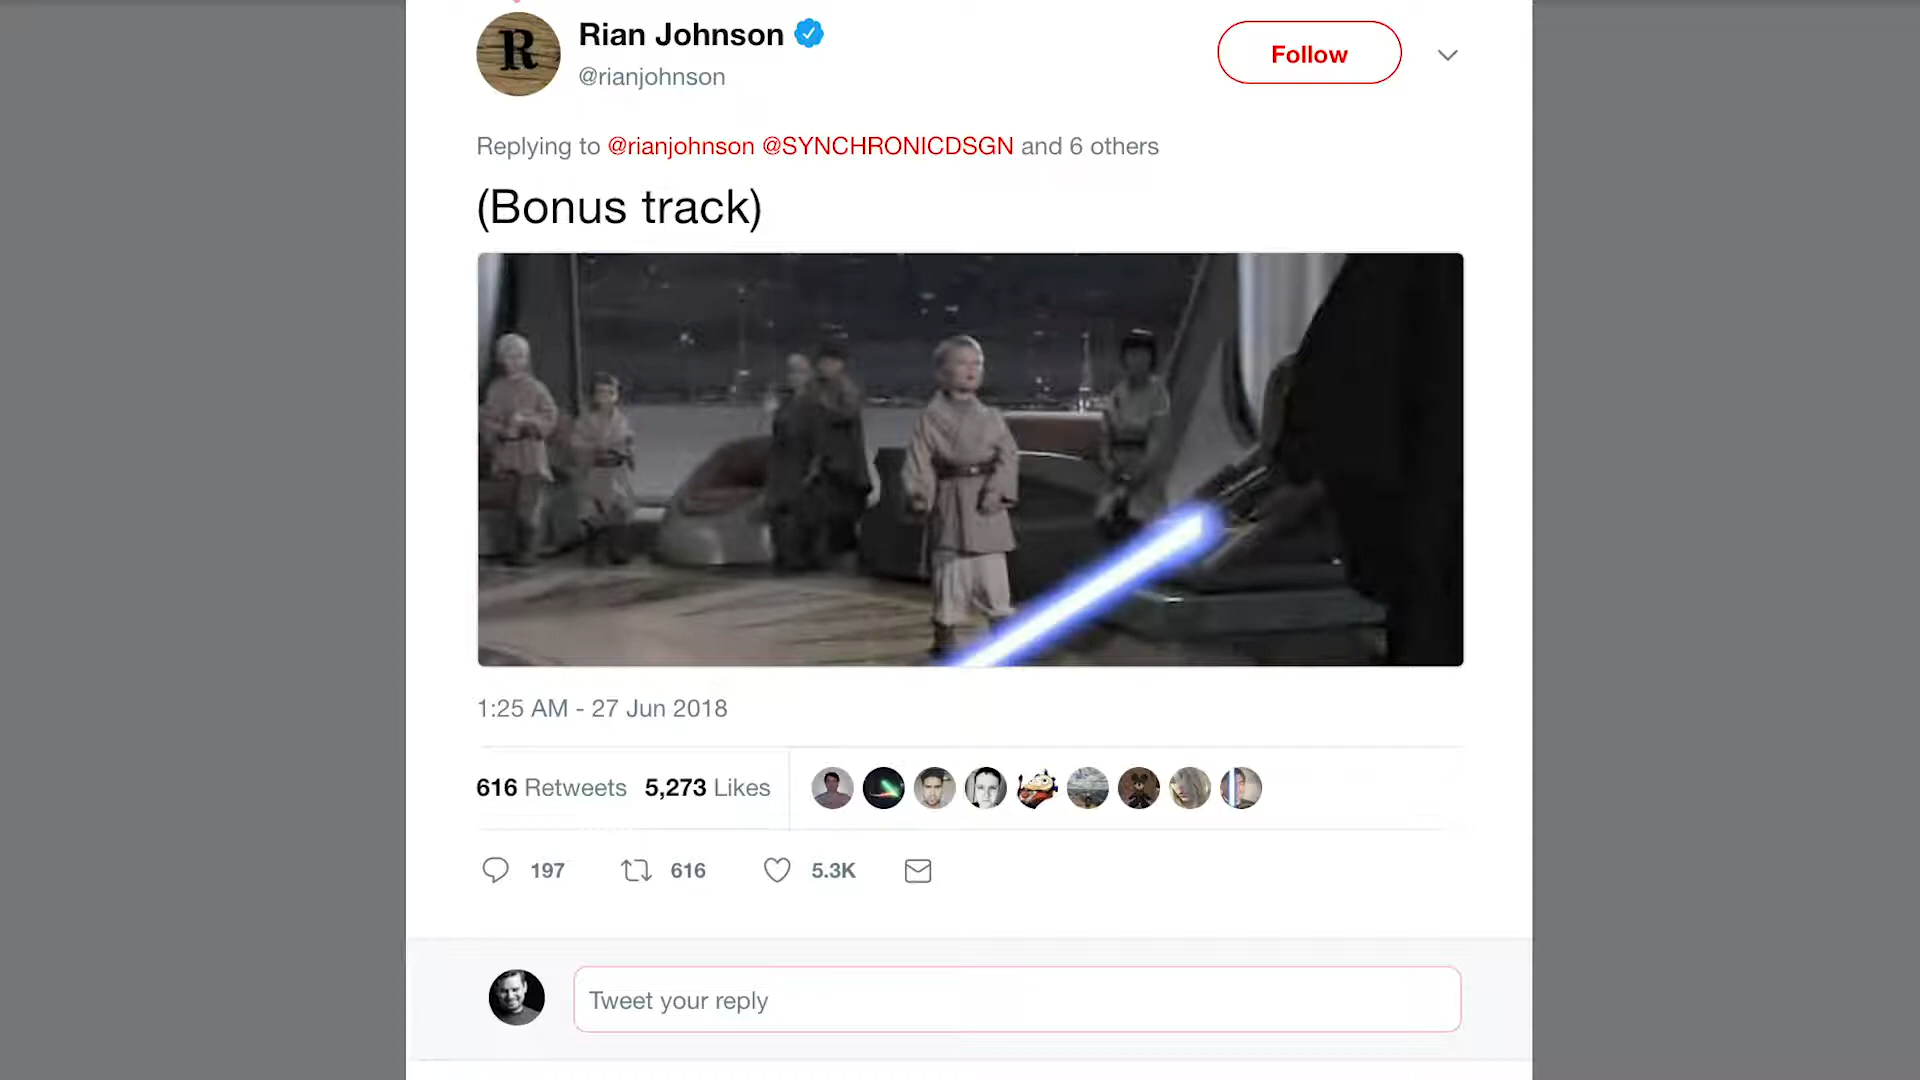 R
Rian Johnson
@rianjohnson
Follow
Replying to @rianjohnson @SYNCHRONICDSGN and 6 others
(Bonus track)
1:25 AM - 27 Jun 2018
616 Retweets 5,273 Likes
197 616 5.3K
Tweet your reply